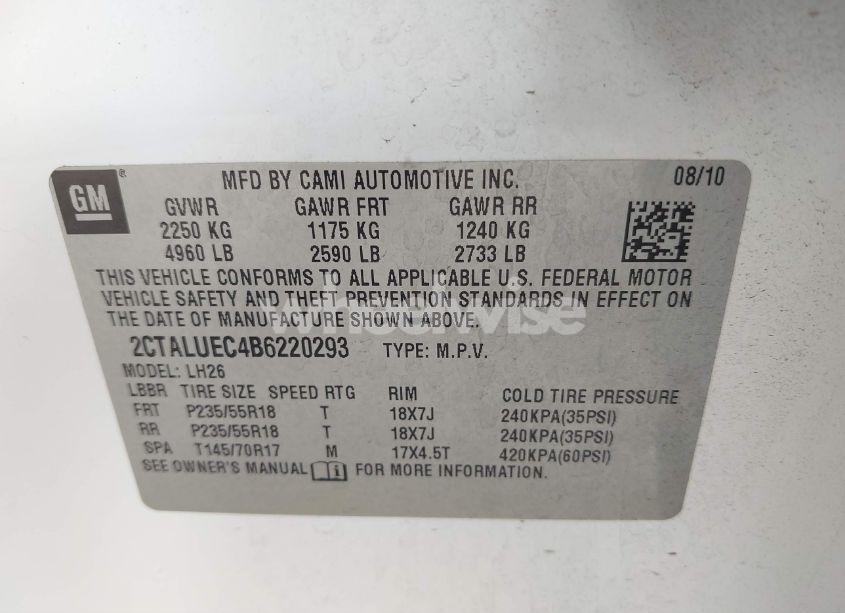 GM
MFD BY CAMI AUTOMOTIVE INC. 08/10
GVWR GAWR FRT GAWR RR
2250 KG 1175 KG 1240 KG
4960 LB 2590 LB 2733 LB
THIS VEHICLE CONFORMS TO ALL APPLICABLE U.S. FEDERAL MOTOR
VEHICLE SAFETY AND THEFT PREVENTION STANDARDS IN EFFECT ON
THE DATE OF MANUFACTURE SHOWN ABOVE.
wheelwise
2CTALUEC4B6220293 TYPE: M.P.V.
MODEL: LH26
LBBR TIRE SIZE SPEED RTG RIM COLD TIRE PRESSURE
FRT P235/55R18 T 18X7J 240KPA(35PSI)
RR P235/55R18 T 18X7J 240KPA(35PSI)
SPA T145/70R17 M 17X4.5T 420KPA(60PSI)
SEE OWNER'S MANUAL i FOR MORE INFORMATION.